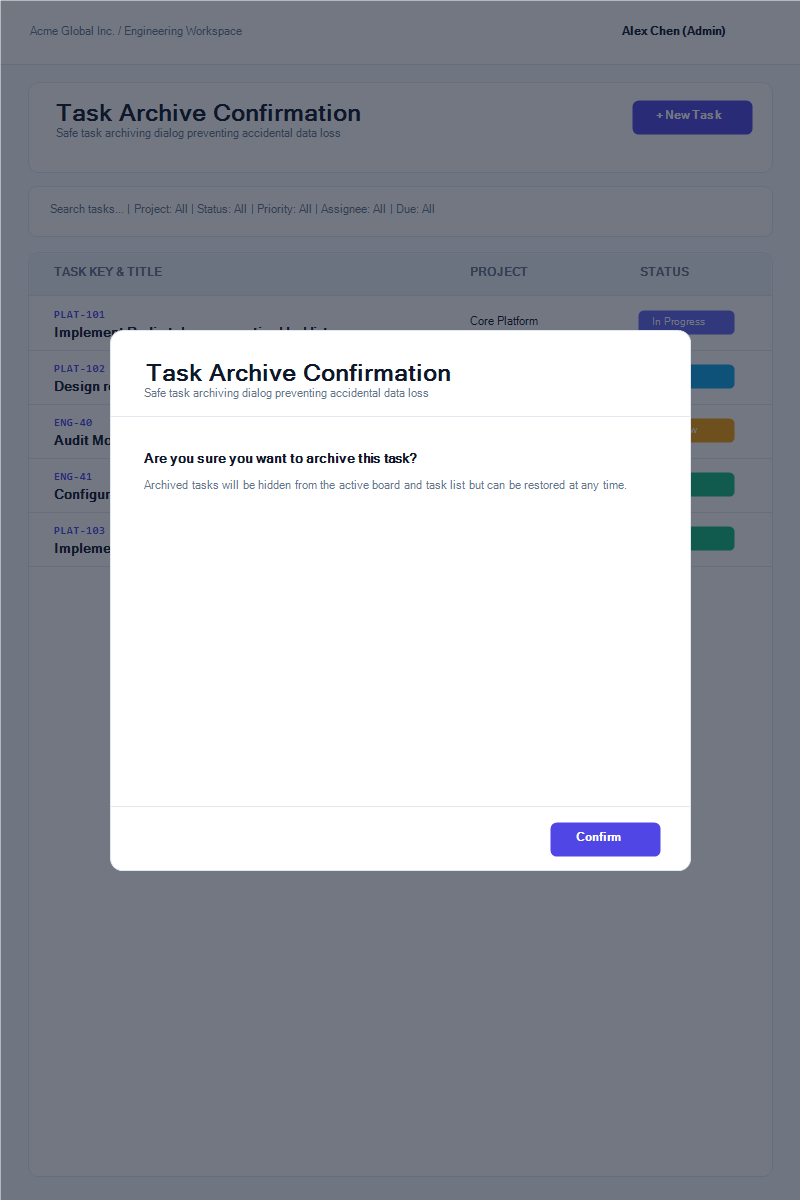 Acme Global Inc. / Engineering Workspace
Alex Chen (Admin)
Task Archive Confirmation
Safe task archiving dialog preventing accidental data loss
+ New Task
Search tasks... | Project: All | Status: All | Priority: All | Assignee: All | Due: All
TASK KEY & TITLE PROJECT STATUS
PLAT-101
Implement
Core Platform
In Progress
PLAT-102
Design
ENG-40
Audit
ENG-41
PLAT-103
Task Archive Confirmation
Safe task archiving dialog preventing accidental data loss
Are you sure you want to archive this task?
Archived tasks will be hidden from the active board and task list but can be restored at any time.
Confirm